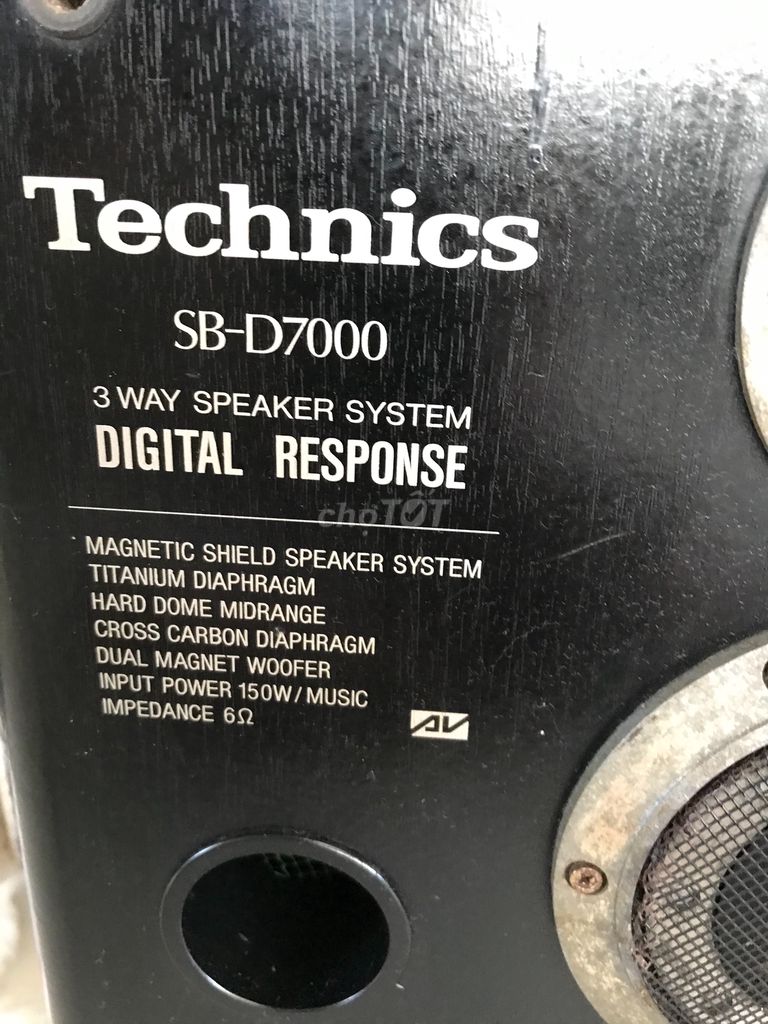 Technics
SB-D7000
3 WAY SPEAKER SYSTEM
DIGITAL RESPONSE
chợTỐT
MAGNETIC SHIELD SPEAKER SYSTEM
TITANIUM DIAPHRAGM
HARD DOME MIDRANGE
CROSS CARBON DIAPHRAGM
DUAL MAGNET WOOFER
INPUT POWER 150W/MUSIC
IMPEDANCE 6Ω
AV